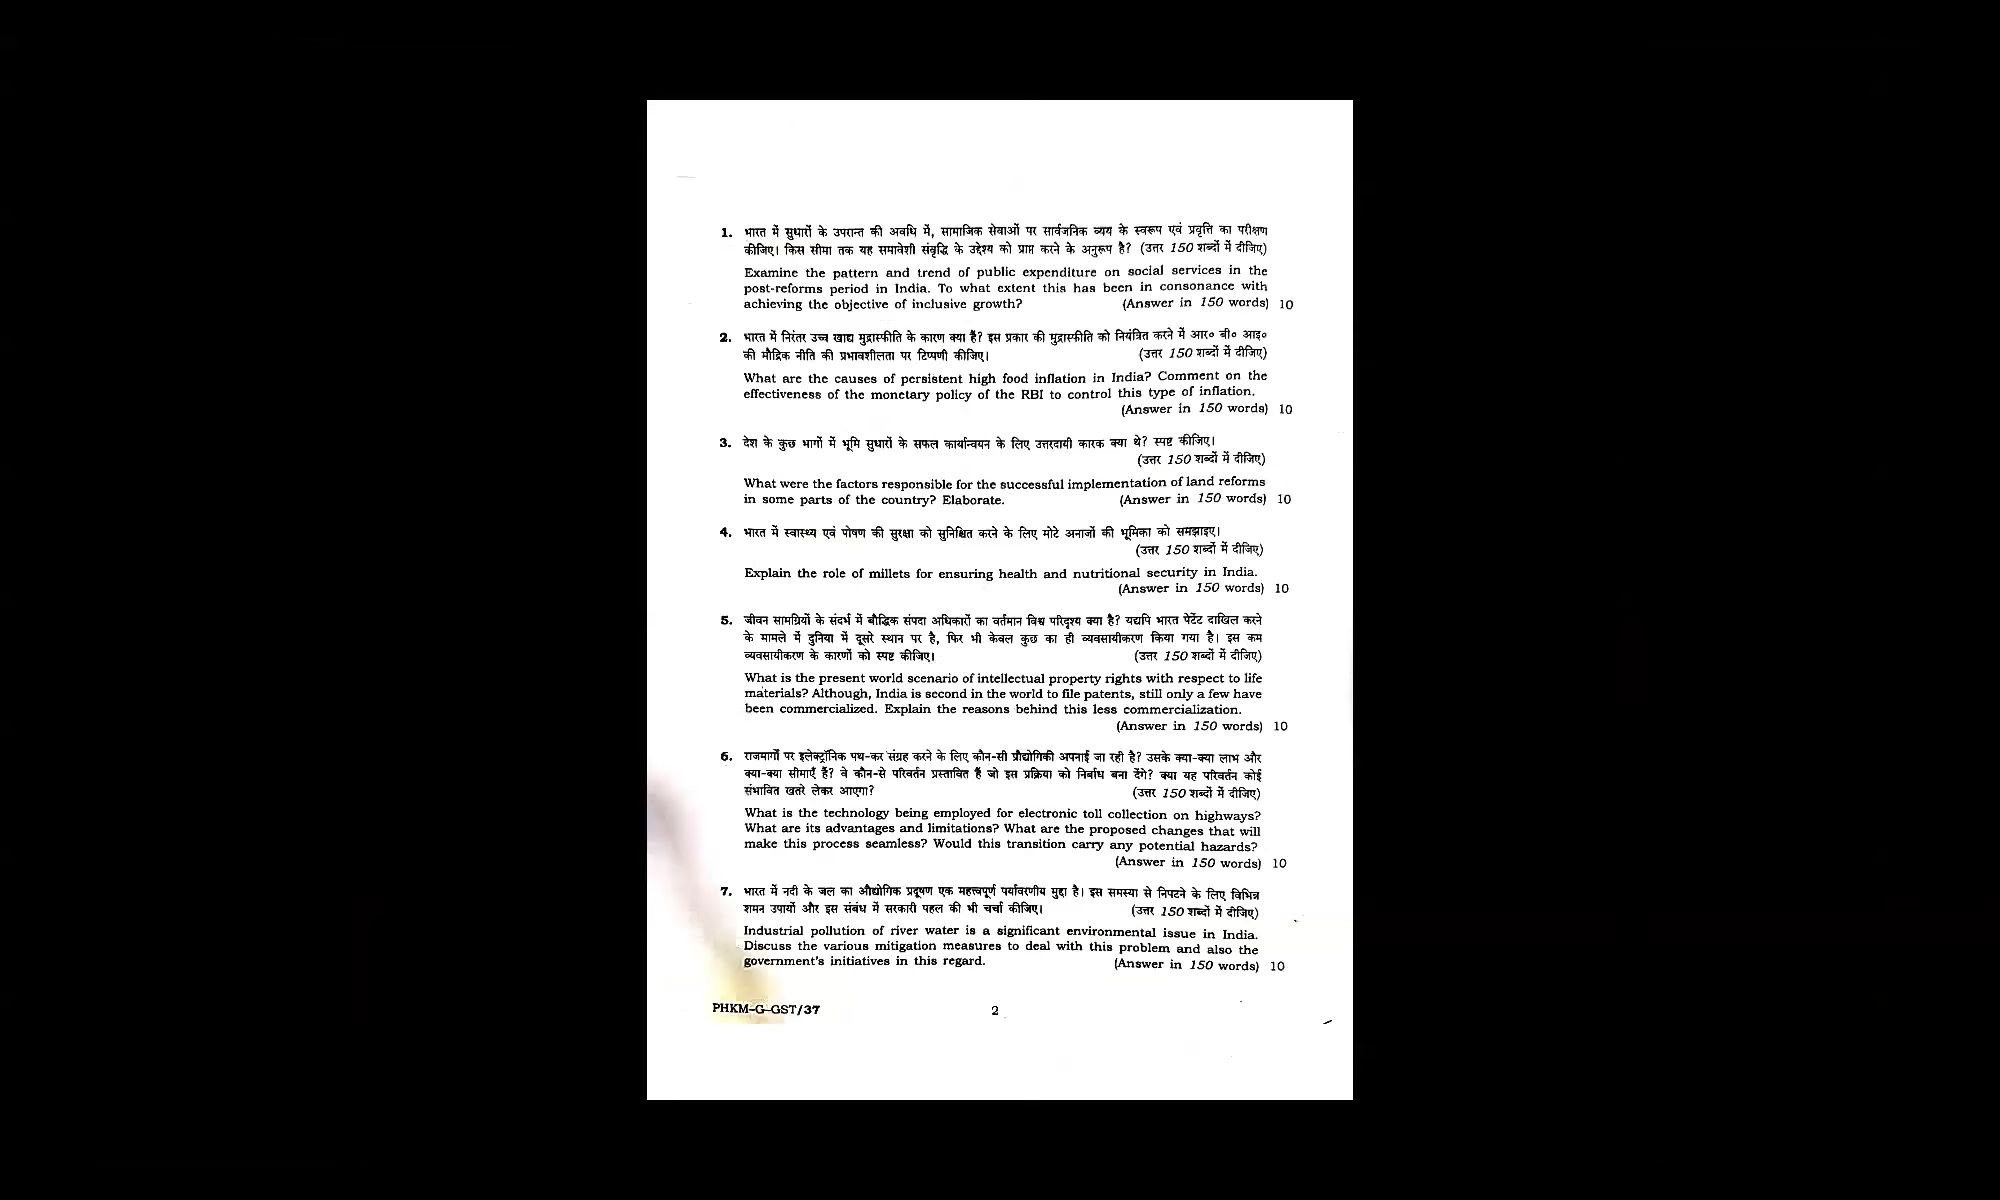 1. भारत में सुधारों के उपरान्त की अवधि में, सामाजिक सेवाओं पर सार्वजनिक व्यय के स्वरूप एवं प्रवृत्ति का परीक्षण
कीजिए। किस सीमा तक यह समावेशी संवृद्धि के उद्देश्य को प्राप्त करने के अनुरूप है? (उत्तर 150 शब्दों में दीजिए)
Examine the pattern and trend of public expenditure on social services in the
post-reforms period in India. To what extent this has been in consonance with
achieving the objective of inclusive growth? (Answer in 150 words) 10
2. भारत में निरंतर उच्च खाद्य मुद्रास्फीति के कारण क्या हैं? इस प्रकार की मुद्रास्फीति को नियंत्रित करने में आर० बी० आइ०
की मौद्रिक नीति की प्रभावशीलता पर टिप्पणी कीजिए। (उत्तर 150 शब्दों में दीजिए)
What are the causes of persistent high food inflation in India? Comment on the
effectiveness of the monetary policy of the RBI to control this type of inflation.
(Answer in 150 words) 10
3. देश के कुछ भागों में भूमि सुधारों के सफल कार्यान्वयन के लिए उत्तरदायी कारक क्या थे? स्पष्ट कीजिए।
(उत्तर 150 शब्दों में दीजिए)
What were the factors responsible for the successful implementation of land reforms
in some parts of the country? Elaborate. (Answer in 150 words) 10
4. भारत में स्वास्थ्य एवं पोषण की सुरक्षा को सुनिश्चित करने के लिए मोटे अनाजों की भूमिका को समझाइए।
(उत्तर 150 शब्दों में दीजिए)
Explain the role of millets for ensuring health and nutritional security in India.
(Answer in 150 words) 10
5. जीवन सामग्रियों के संदर्भ में बौद्धिक संपदा अधिकारों का वर्तमान विश्व परिदृश्य क्या है? यद्यपि भारत पेटेंट दाखिल करने
के मामले में दुनिया में दूसरे स्थान पर है, फिर भी केवल कुछ का ही व्यवसायीकरण किया गया है। इस कम
व्यवसायीकरण के कारणों को स्पष्ट कीजिए। (उत्तर 150 शब्दों में दीजिए)
What is the present world scenario of intellectual property rights with respect to life
materials? Although, India is second in the world to file patents, still only a few have
been commercialized. Explain the reasons behind this less commercialization.
(Answer in 150 words) 10
6. राजमार्गों पर इलेक्ट्रॉनिक पथ-कर संग्रह करने के लिए कौन-सी प्रौद्योगिकी अपनाई जा रही है? उसके क्या-क्या लाभ और
क्या-क्या सीमाएँ हैं? वे कौन-से परिवर्तन प्रस्तावित हैं जो इस प्रक्रिया को निर्बाध बना देंगे? क्या यह परिवर्तन कोई
संभावित खतरे लेकर आएगा? (उत्तर 150 शब्दों में दीजिए)
What is the technology being employed for electronic toll collection on highways?
What are its advantages and limitations? What are the proposed changes that will
make this process seamless? Would this transition carry any potential hazards?
(Answer in 150 words) 10
7. भारत में नदी के जल का औद्योगिक प्रदूषण एक महत्त्वपूर्ण पर्यावरणीय मुद्दा है। इस समस्या से निपटने के लिए विभिन्न
शमन उपायों और इस संबंध में सरकारी पहल की भी चर्चा कीजिए। (उत्तर 150 शब्दों में दीजिए)
Industrial pollution of river water is a significant environmental issue in India.
Discuss the various mitigation measures to deal with this problem and also the
government's initiatives in this regard. (Answer in 150 words) 10
PHKM-G-GST/37 2